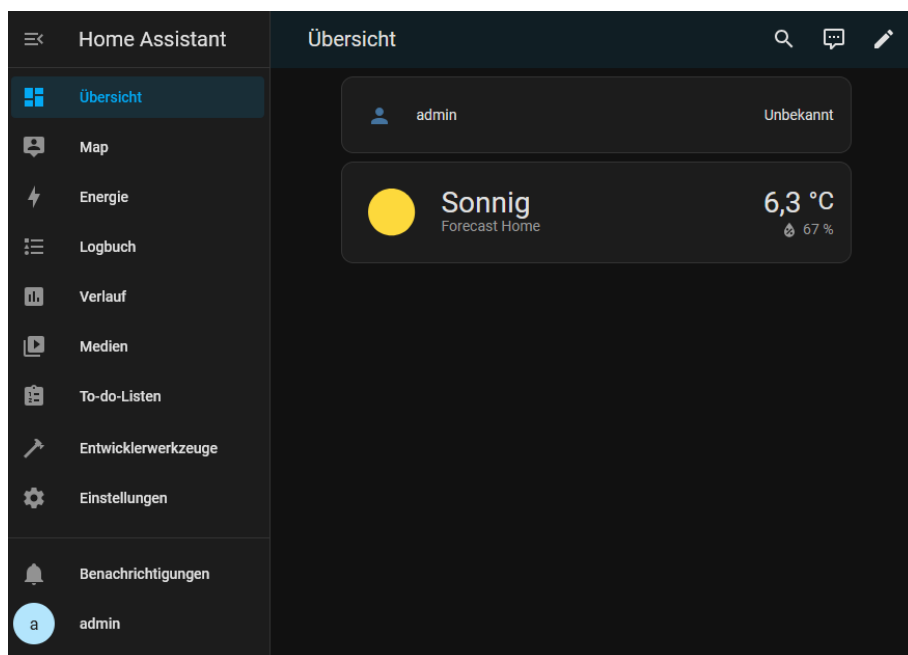 Home Assistant
Übersicht
Übersicht
Map
Energie
Logbuch
Verlauf
Medien
To-do-Listen
Entwicklerwerkzeuge
Einstellungen
Benachrichtigungen
a
admin
admin
Unbekannt
Sonnig
6,3 °C
Forecast Home
67 %